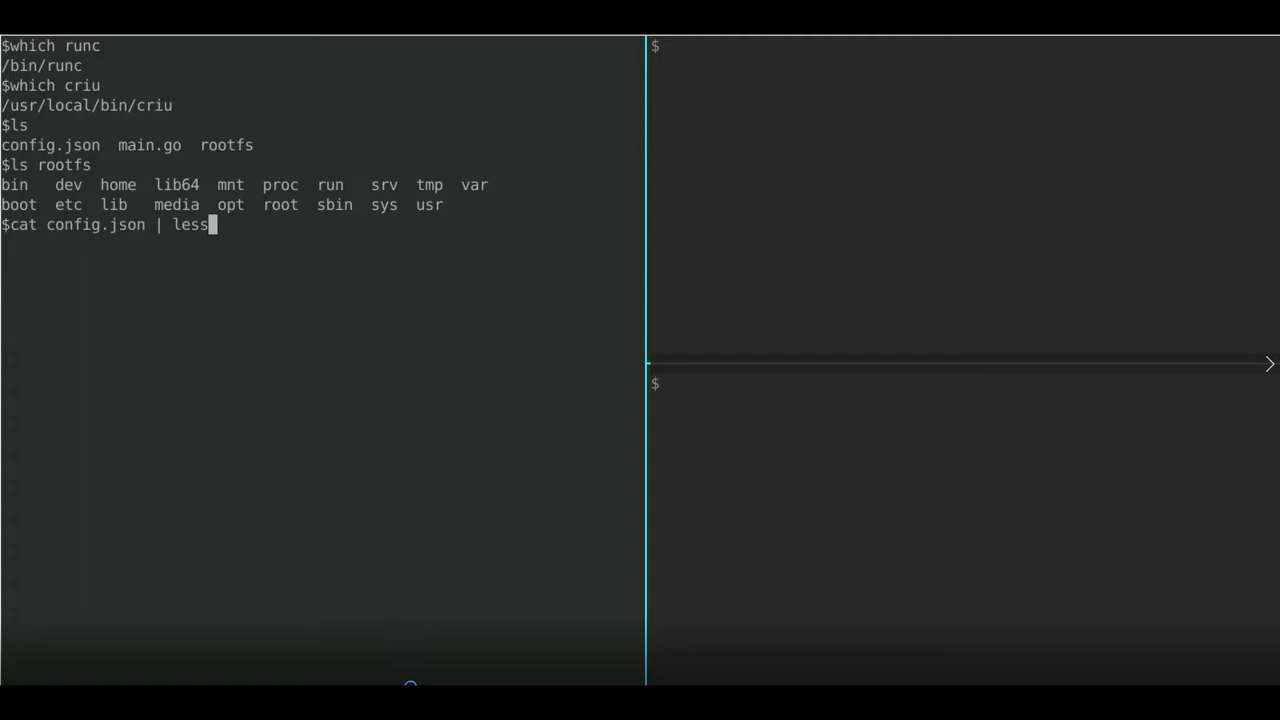 $which runc
/bin/runc
$which criu
/usr/local/bin/criu
$ls
config.json  main.go  rootfs
$ls rootfs
bin   dev  home  lib64  mnt  proc  run   srv  tmp  var
boot  etc  lib   media  opt  root  sbin  sys  usr
$cat config.json | less
$
$